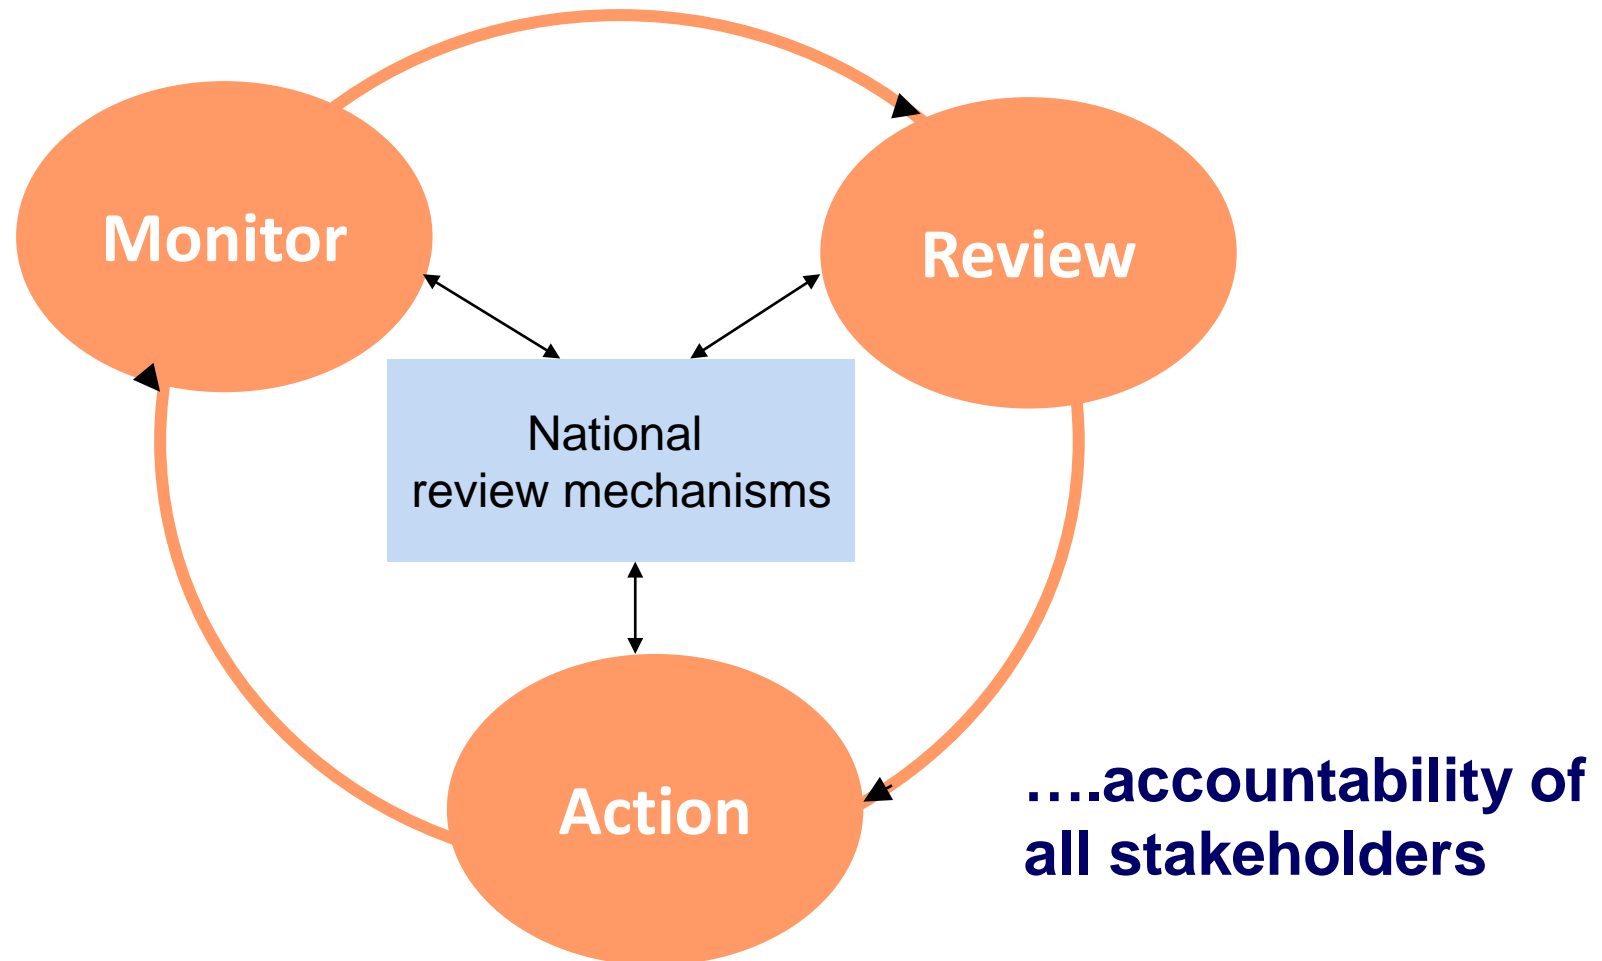 Monitor
Review
National
review mechanisms
Action
….accountability of
all stakeholders